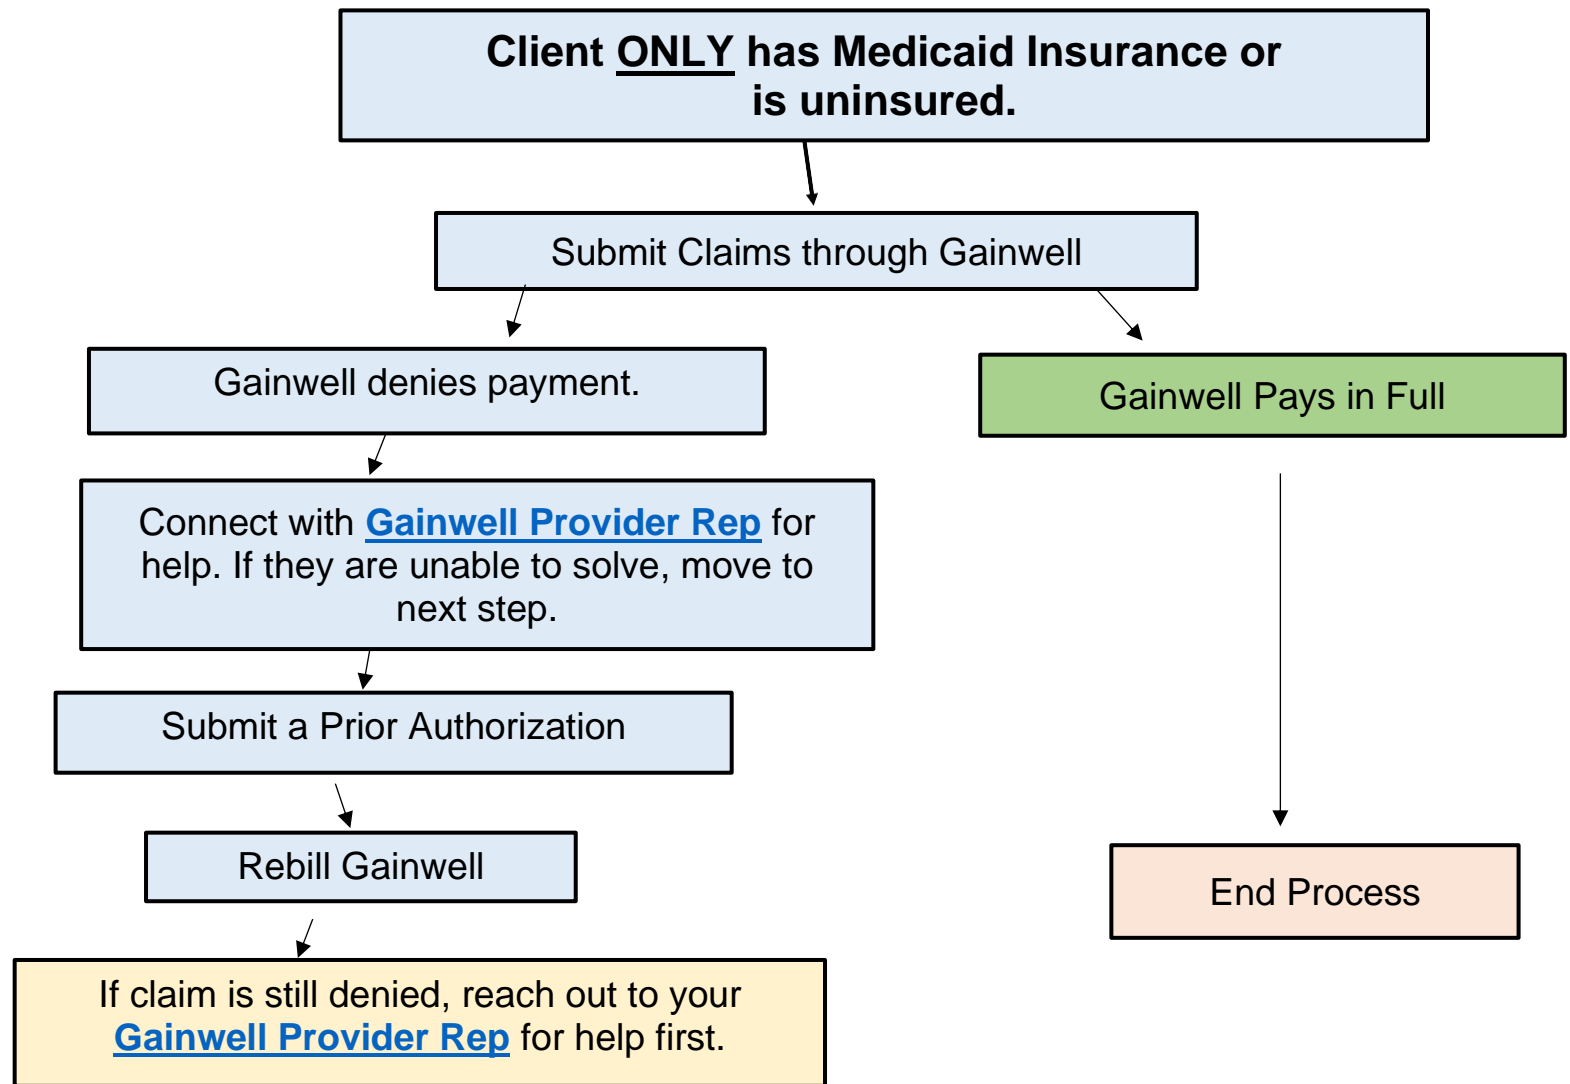 Client ONLY has Medicaid Insurance or
is uninsured.
Submit Claims through Gainwell
Gainwell denies payment.
Gainwell Pays in Full
Connect with Gainwell Provider Rep for
help. If they are unable to solve, move to
next step.
Submit a Prior Authorization
Rebill Gainwell
End Process
If claim is still denied, reach out to your
Gainwell Provider Rep for help first.